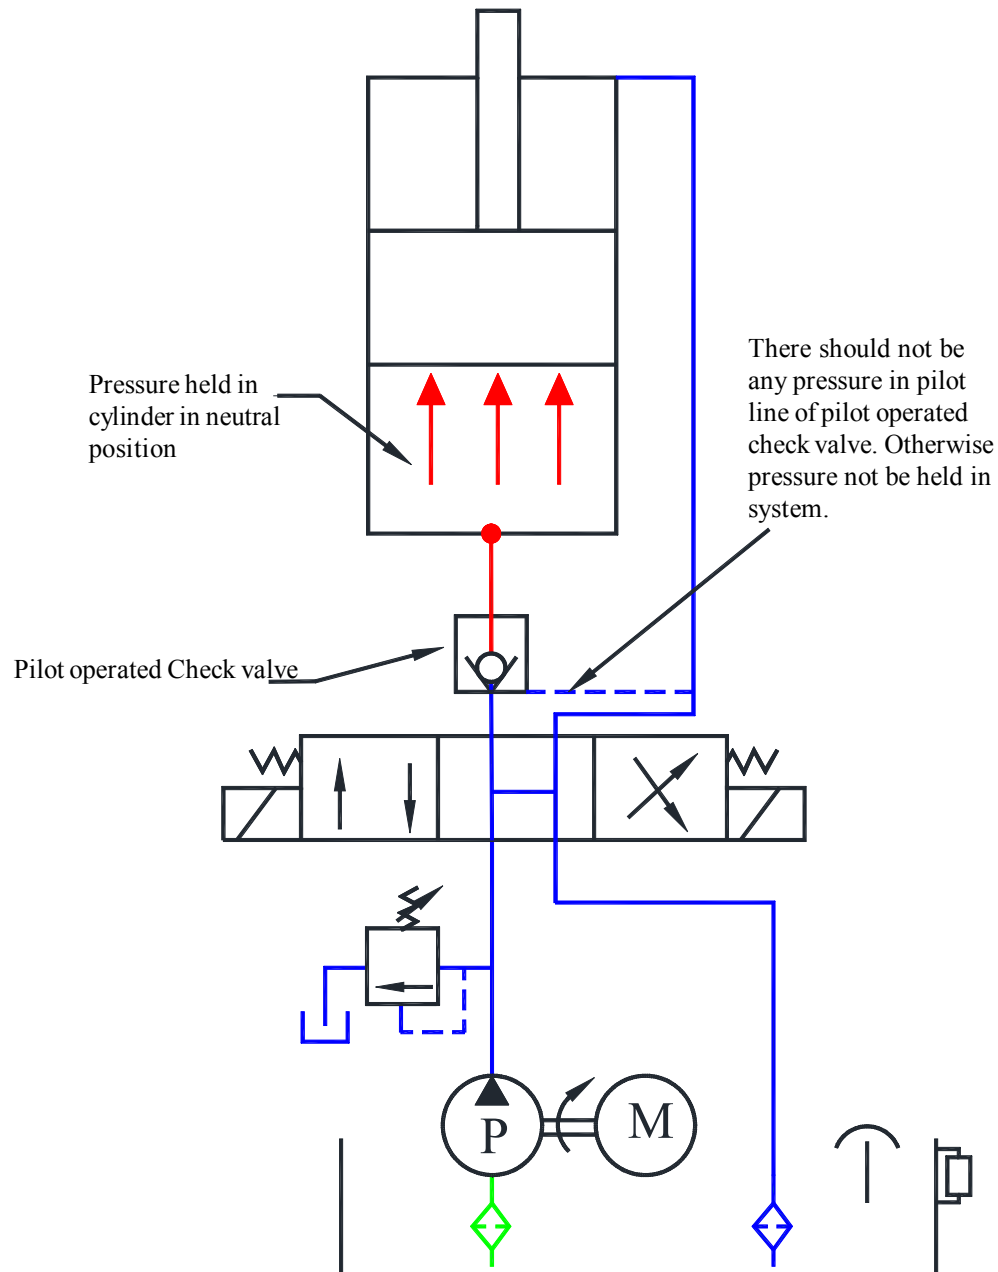 There should not be
any pressure in pilot
line of pilot operated
check valve. Otherwise
pressure not be held in
system.
Pressure held in
cylinder in neutral
position
Pilot operated Check valve
P
M